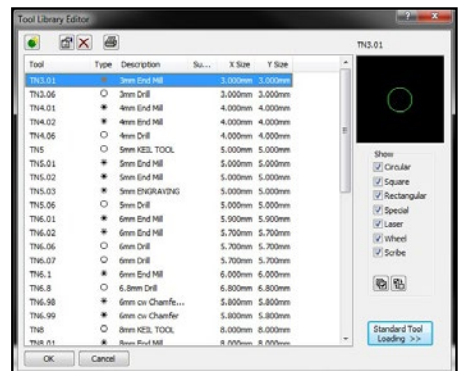 Tool Library Editor
TN3.01
Tool Type Description Su... X Size Y Size
TN3.01 3mm End Mill 3.000mm 3.000mm
TN3.06 3mm Drill 3.000mm 3.000mm
TN4.01 4mm End Mill 4.000mm 4.000mm
TN4.02 4mm End Mill 4.000mm 4.000mm
TN4.06 4mm Drill 4.000mm 4.000mm
TN5 5mm KEIL TOOL 5.000mm 5.000mm
TN5.01 5mm End Mill 5.000mm 5.000mm
TN5.02 5mm End Mill 5.000mm 5.000mm
TN5.03 5mm ENGRAVING 5.000mm 5.000mm
TN5.06 5mm Drill 5.000mm 5.000mm
TN6.01 6mm End Mill 5.900mm 5.900mm
TN6.02 6mm End Mill 5.700mm 5.700mm
TN6.06 6mm Drill 5.700mm 5.700mm
TN6.07 6mm Drill 5.700mm 5.700mm
TN6.1 6mm End Mill 6.000mm 6.000mm
TN6.8 6.8mm Drill 6.800mm 6.800mm
TN6.98 6mm cw Chamfe... 5.800mm 5.800mm
TN6.99 6mm cw Chamfer 5.800mm 5.800mm
TN8 8mm KEIL TOOL 8.000mm 8.000mm
TN8.01 8mm End Mill 8.000mm 8.000mm
Show
Circular
Square
Rectangular
Special
Laser
Wheel
Scribe
Standard Tool
Loading >>
OK Cancel